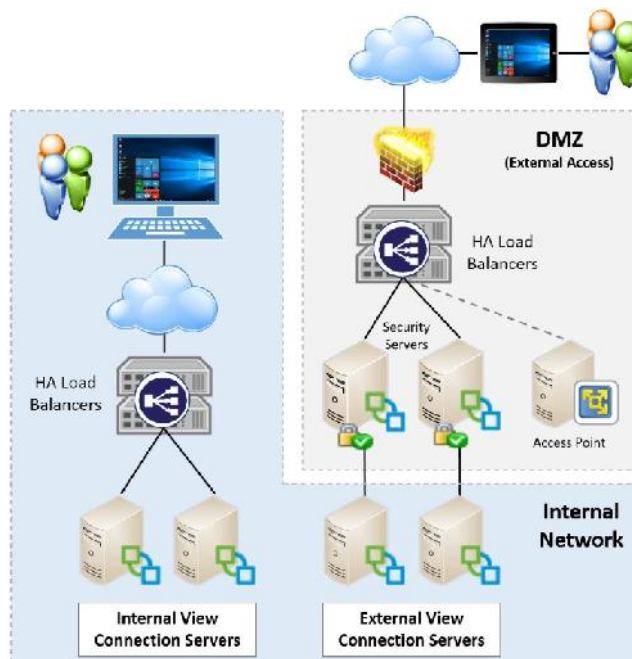 DMZ
(External Access)
HA Load
Balancers
Security
Servers
Access Point
HA Load
Balancers
Internal
Network
Internal View
Connection Servers
External View
Connection Servers